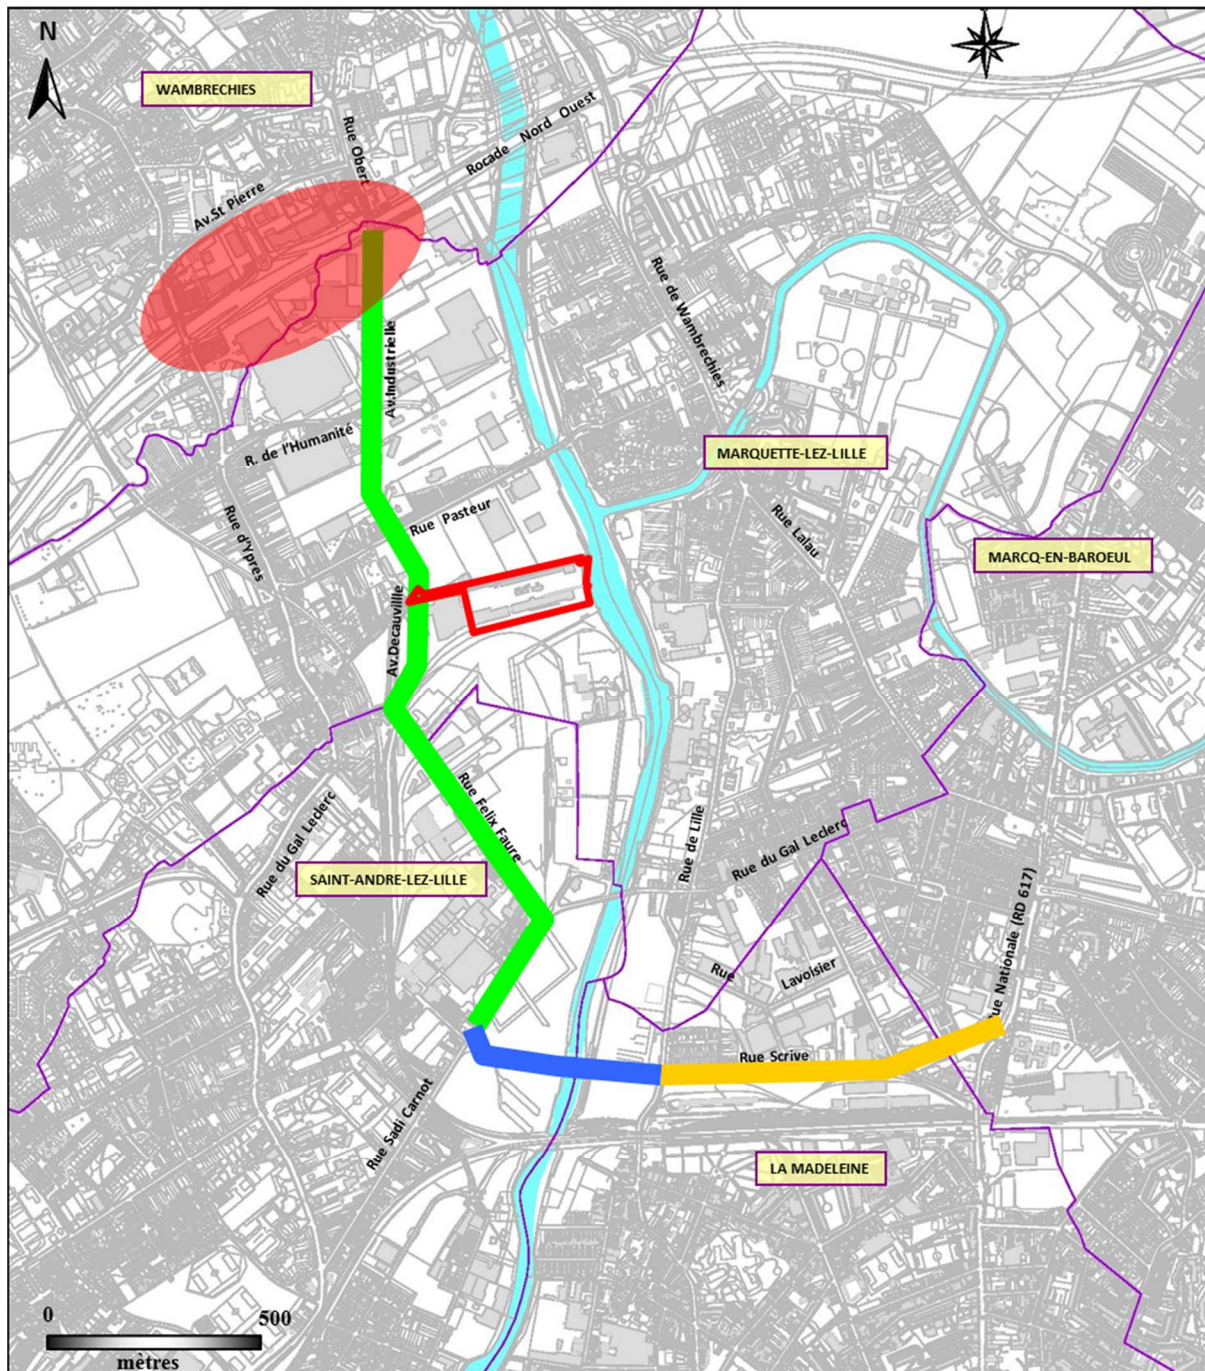 N
WAMBRECHIES
Rue Obert
Rocade Nord Ouest
Av.St Pierre
Rue de Wambrechies
Av.Industrielle
R. de l'Humanité
MARQUETTE-LEZ-LILLE
Rue Pasteur
Rue d'Ypres
Rue Lalau
MARCQ-EN-BAROEUL
Av.Decauvillle
Rue Felix Faure
Rue du Gal Leclerc
Rue de Lille
Rue du Gal Leclerc
SAINT-ANDRE-LEZ-LILLE
Rue Nationale (RD 617)
Rue Lavoisier
Rue Scrive
Rue Sadi Carnot
LA MADELEINE
0 500
mètres